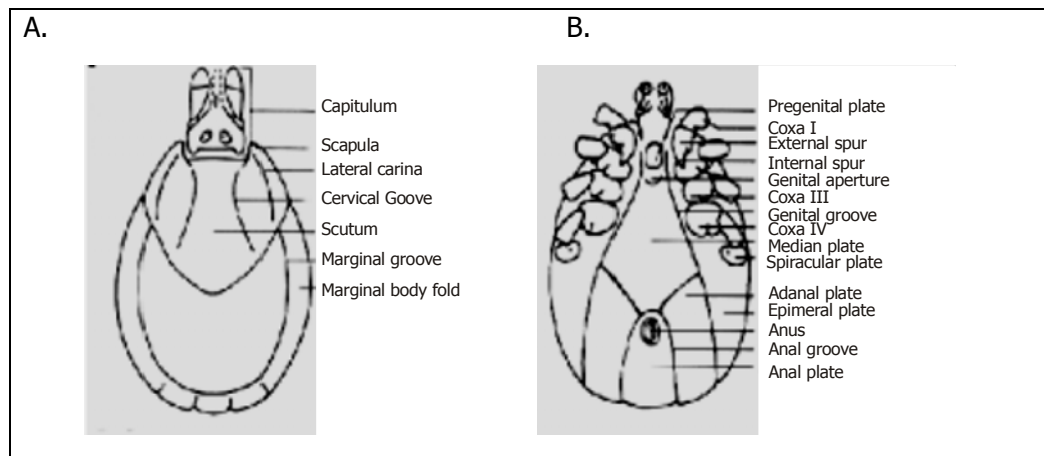 A.
Capitulum
Scapula
Lateral carina
Cervical Goove
Scutum
Marginal groove
Marginal body fold
B.
Pregenital plate
Coxa I
External spur
Internal spur
Genital aperture
Coxa III
Genital groove
Coxa IV
Median plate
Spiracular plate
Adanal plate
Epimeral plate
Anus
Anal groove
Anal plate